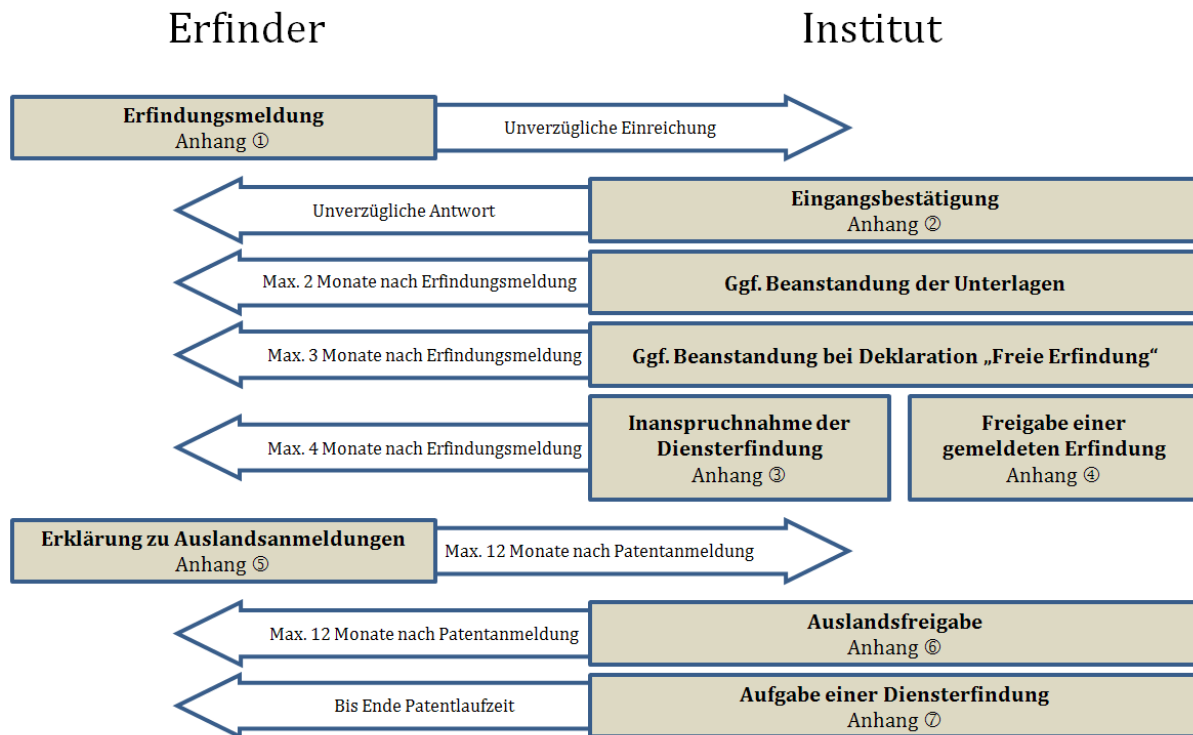 Erfinder
Institut
Erfindungsmeldung
Anhang ①
Unverzügliche Einreichung
Unverzügliche Antwort
Eingangsbestätigung
Anhang ②
Max. 2 Monate nach Erfindungsmeldung
Ggf. Beanstandung der Unterlagen
Max. 3 Monate nach Erfindungsmeldung
Ggf. Beanstandung bei Deklaration „Freie Erfindung“
Max. 4 Monate nach Erfindungsmeldung
Inanspruchnahme der
Diensterfindung
Anhang ③
Freigabe einer
gemeldeten Erfindung
Anhang ④
Erklärung zu Auslandsanmeldungen
Anhang ⑤
Max. 12 Monate nach Patentanmeldung
Max. 12 Monate nach Patentanmeldung
Auslandsfreigabe
Anhang ⑥
Bis Ende Patentlaufzeit
Aufgabe einer Diensterfindung
Anhang ⑦